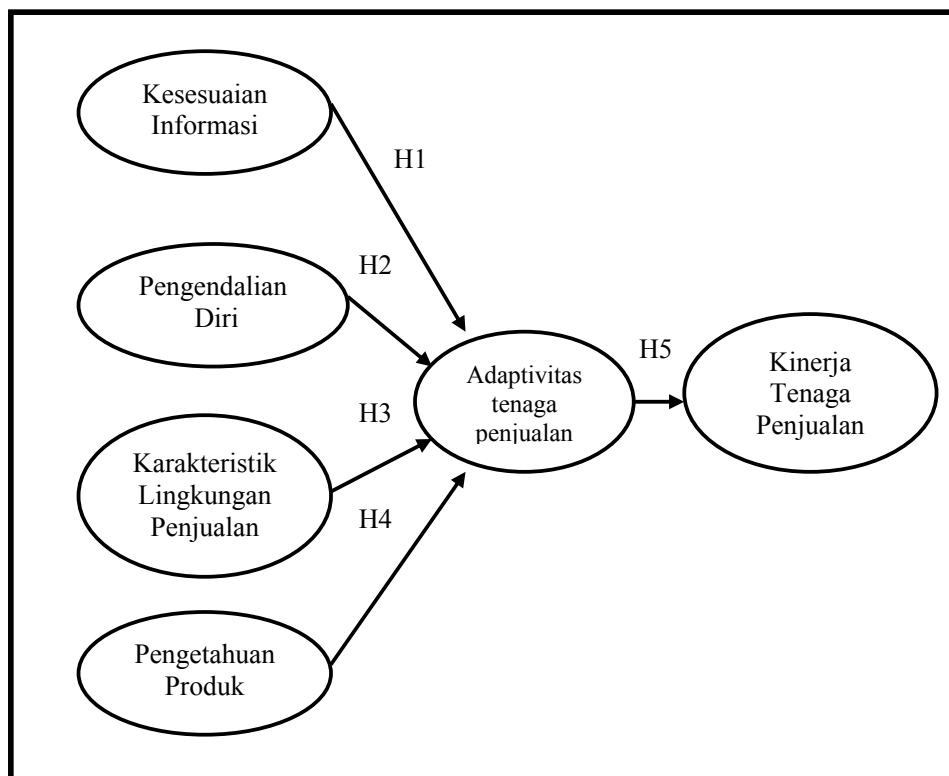 Kesesuaian
Informasi
H1
Pengendalian
Diri
H2
Karakteristik
Lingkungan
Penjualan
H3
Pengetahuan
Produk
H4
Adaptivitas
tenaga
penjualan
H5
Kinerja
Tenaga
Penjualan